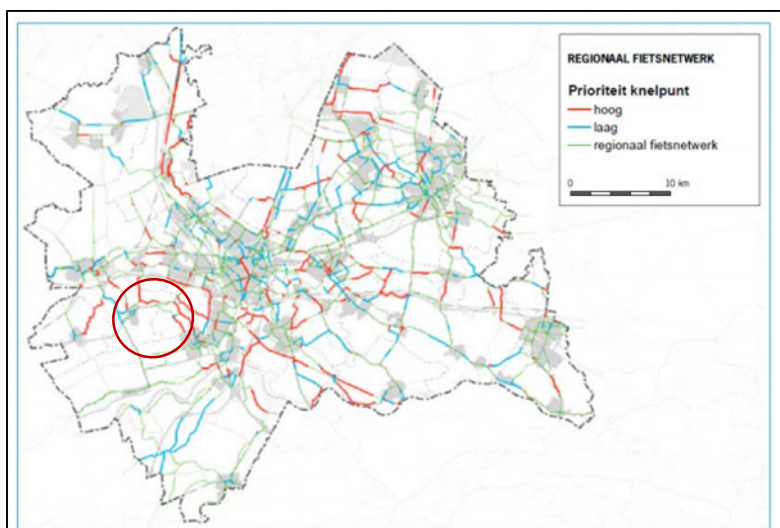 REGIONAAL FIETSNETWERK
Prioriteit knelpunt
hoog
laag
regionaal fietsnetwerk
0 10 km